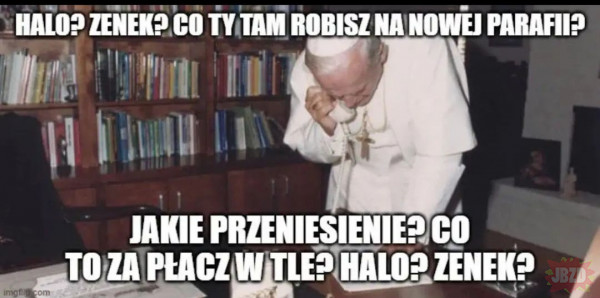 HALO? ZENEK? CO TY TAM ROBISZ NA NOWEJ PARAFII?
JAKIE PRZENIESIENIE? CO
TO ZA PŁACZ W TLE? HALO? ZENEK?
imgflip.com
JBZD